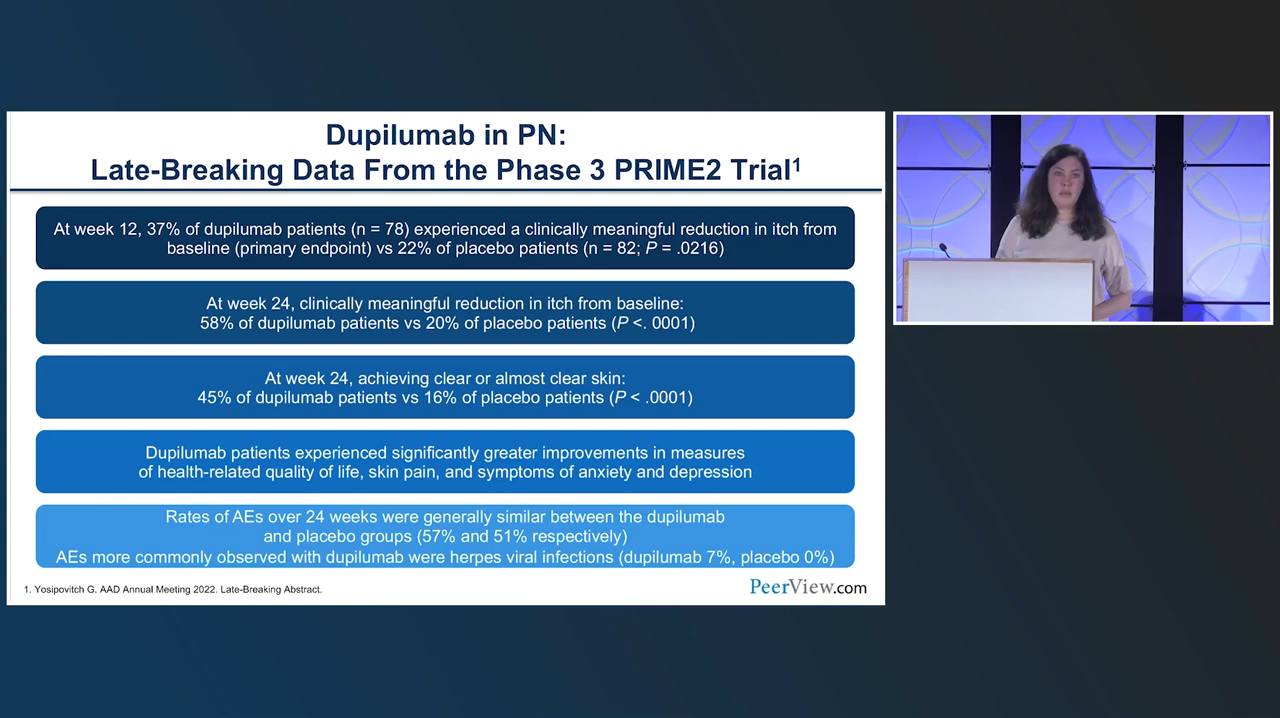 Dupilumab in PN:
Late-Breaking Data From the Phase 3 PRIME2 Trial¹
At week 12, 37% of dupilumab patients (n = 78) experienced a clinically meaningful reduction in itch from
baseline (primary endpoint) vs 22% of placebo patients (n = 82; P = .0216)
At week 24, clinically meaningful reduction in itch from baseline:
58% of dupilumab patients vs 20% of placebo patients (P <. 0001)
At week 24, achieving clear or almost clear skin:
45% of dupilumab patients vs 16% of placebo patients (P < .0001)
Dupilumab patients experienced significantly greater improvements in measures
of health-related quality of life, skin pain, and symptoms of anxiety and depression
Rates of AEs over 24 weeks were generally similar between the dupilumab
and placebo groups (57% and 51% respectively)
AEs more commonly observed with dupilumab were herpes viral infections (dupilumab 7%, placebo 0%)
1. Yosipovitch G. AAD Annual Meeting 2022. Late-Breaking Abstract.
PeerView.com